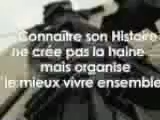 Connaître son Histoire
ne crée pas la haine
mais organise
le mieux vivre ensemble